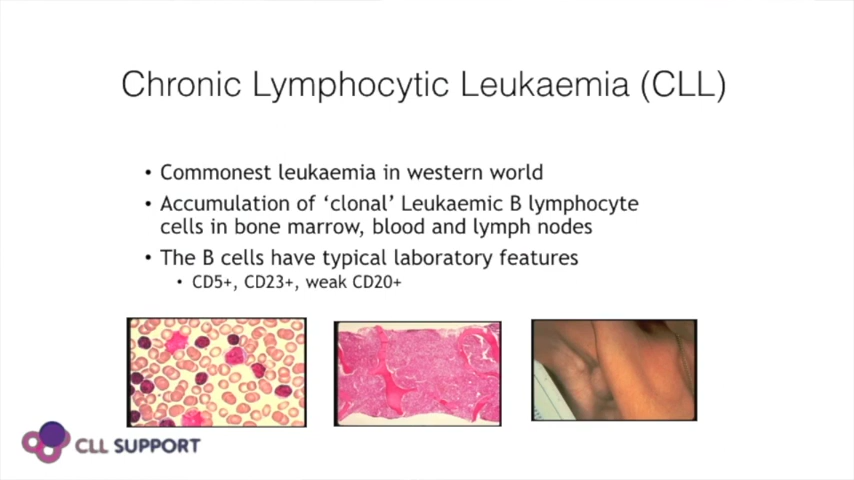 Chronic Lymphocytic Leukaemia (CLL)
• Commonest leukaemia in western world
• Accumulation of ‘clonal’ Leukaemic B lymphocyte
cells in bone marrow, blood and lymph nodes
• The B cells have typical laboratory features
• CD5+, CD23+, weak CD20+
CLL SUPPORT